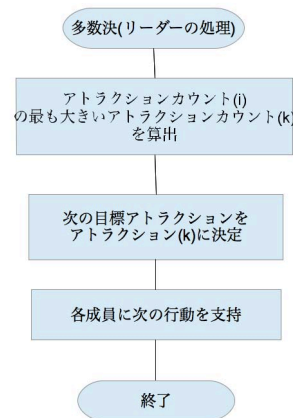 多数決(リーダーの処理)
アトラクションカウント(i)
の最も大きいアトラクションカウント(k)
を算出
次の目標アトラクションを
アトラクション(k)に決定
各成員に次の行動を支持
終了